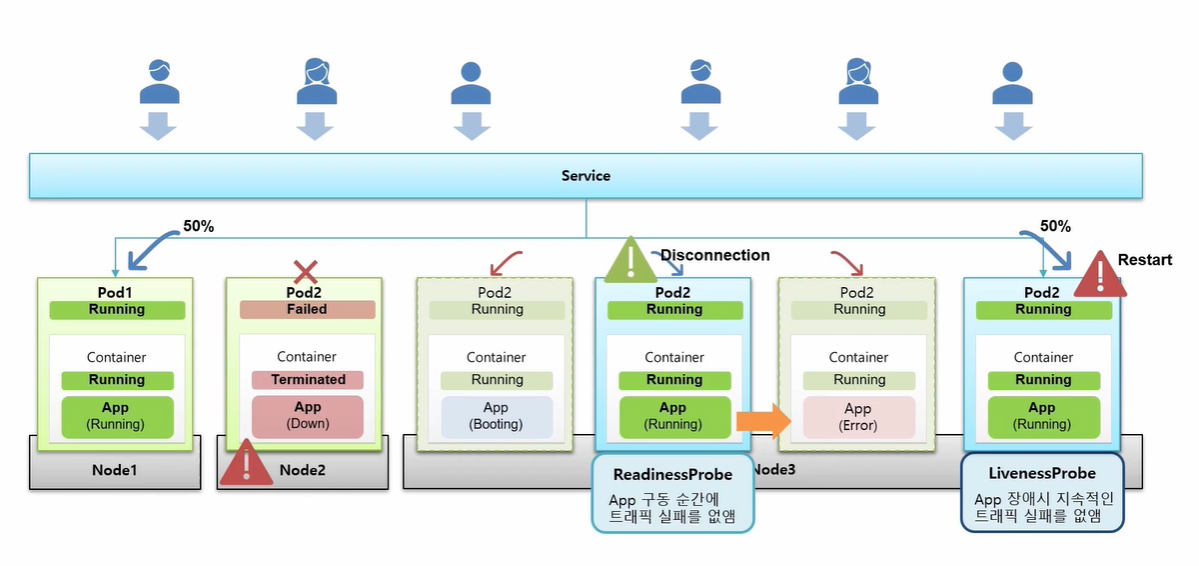 Service
50%
50%
Disconnection
Restart
Pod1
Running
Container
Running
App
(Running)
Node1
Pod2
Failed
Container
Terminated
App
(Down)
Node2
Pod2
Running
Container
Running
App
(Booting)
Pod2
Running
Container
Running
App
(Running)
Pod2
Running
Container
Running
App
(Error)
Node3
Pod2
Running
Container
Running
App
(Running)
ReadinessProbe
App 구동 순간에
트래픽 실패를 없앰
LivenessProbe
App 장애시 지속적인
트래픽 실패를 없앰